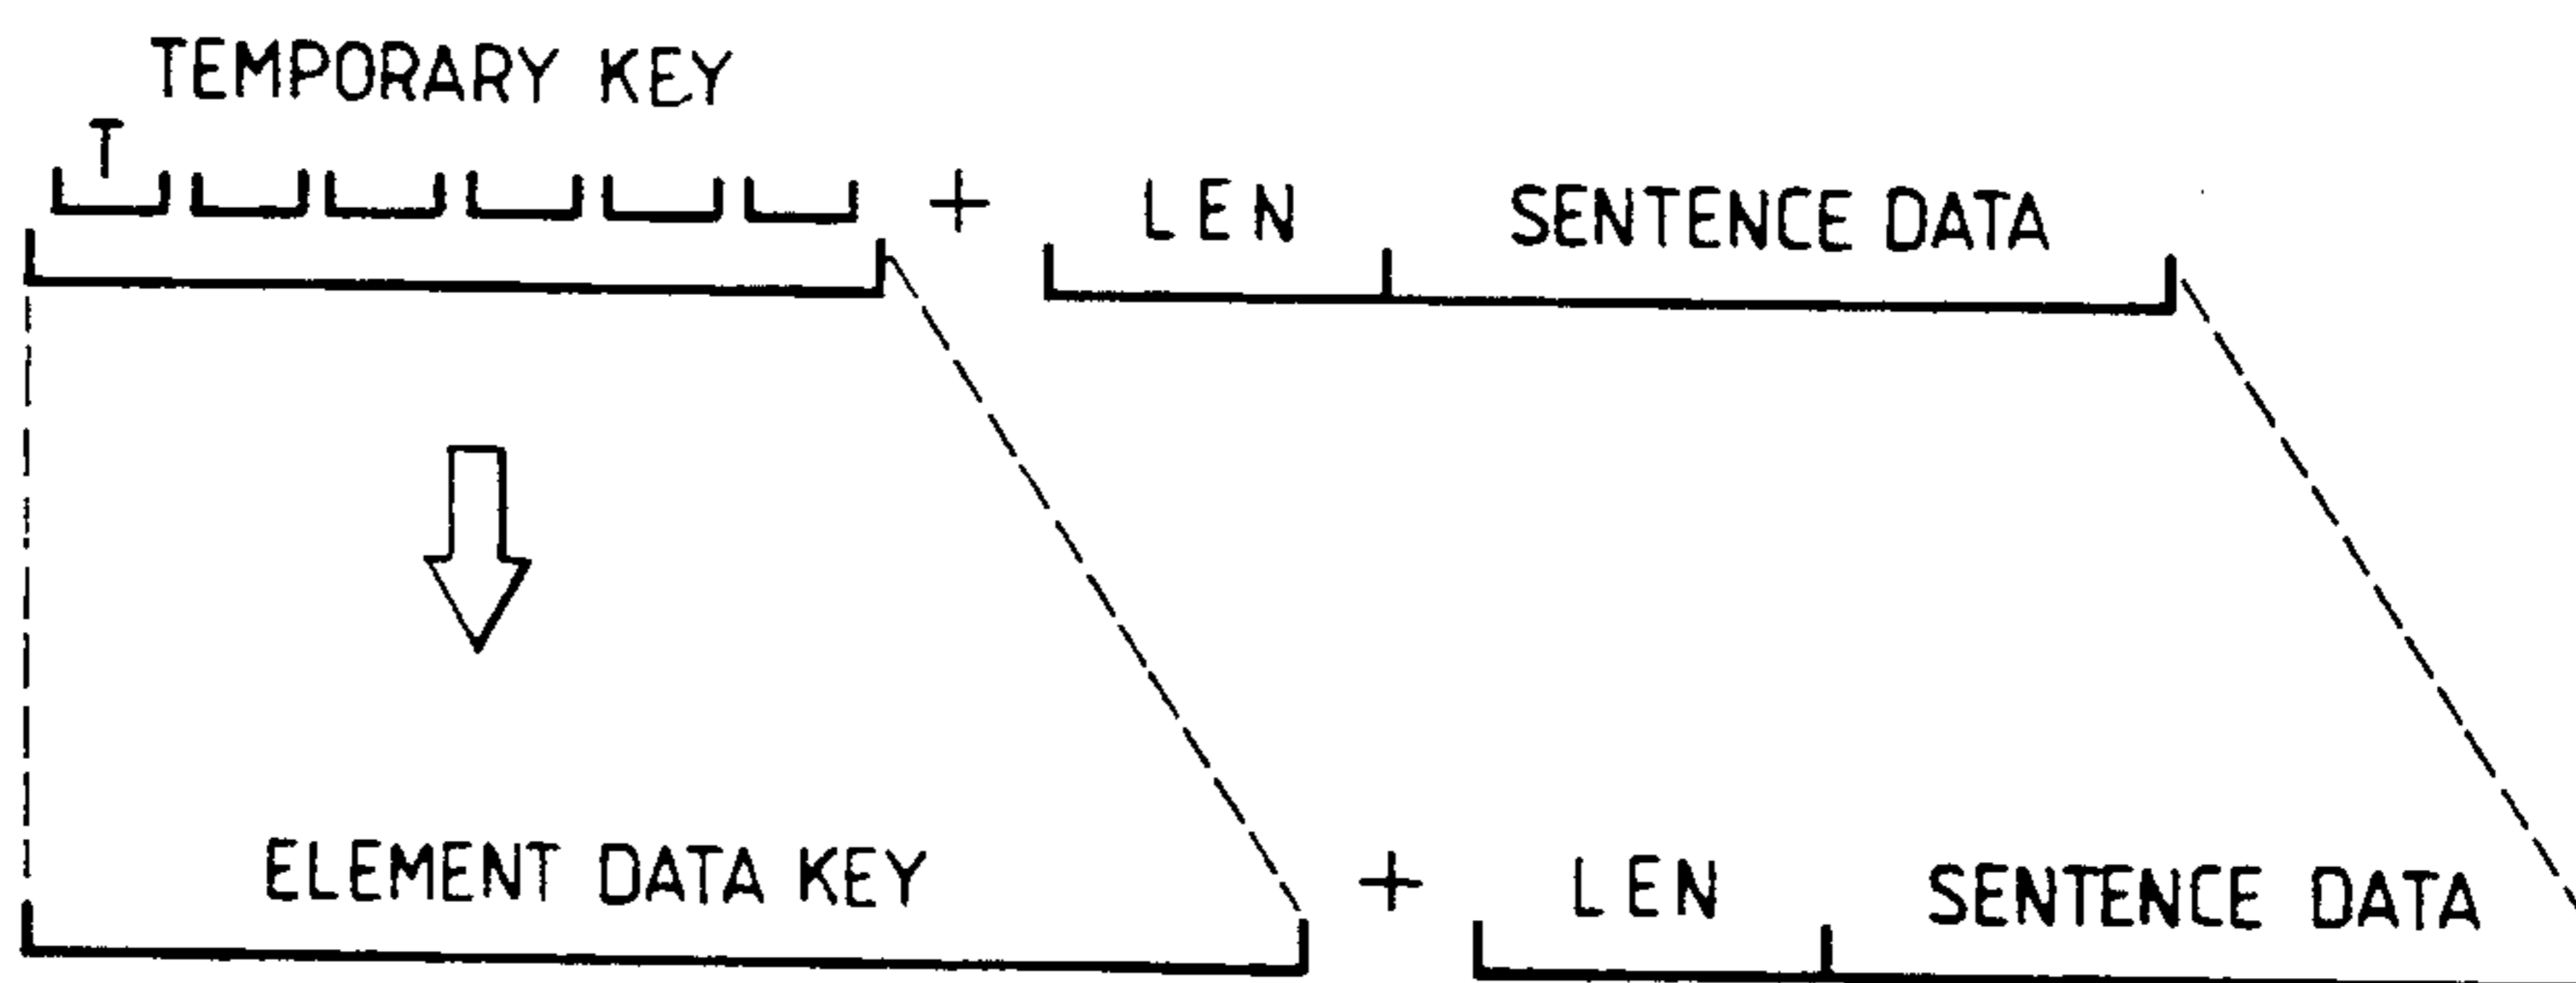 TEMPORARY KEY
T
+ LEN SENTENCE DATA
ELEMENT DATA KEY + LEN SENTENCE DATA